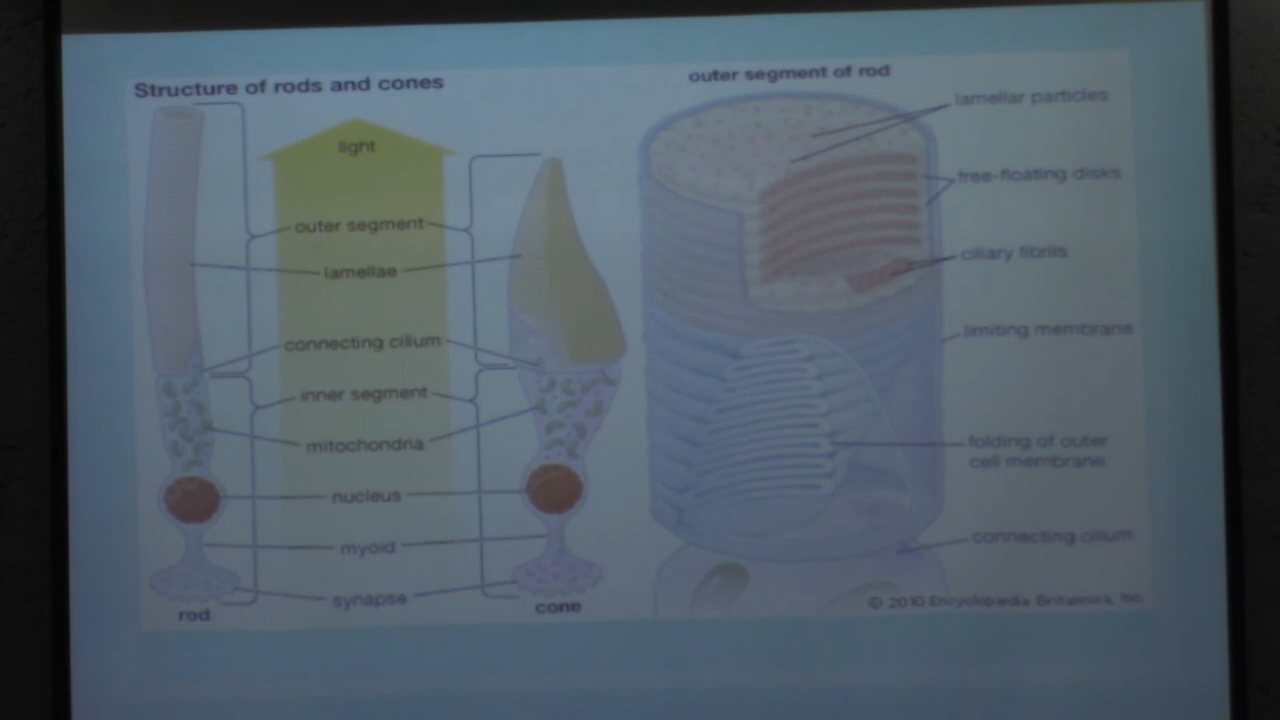 Structure of rods and cones
light
outer segment
lamellae
connecting cilium
inner segment
mitochondria
nucleus
myoid
synapse
rod
cone
outer segment of rod
lamellar particles
free-floating disks
ciliary fibrils
limiting membrane
folding of outer
cell membrane
connecting cilium
© 2010 Encyclopædia Britannica, Inc.